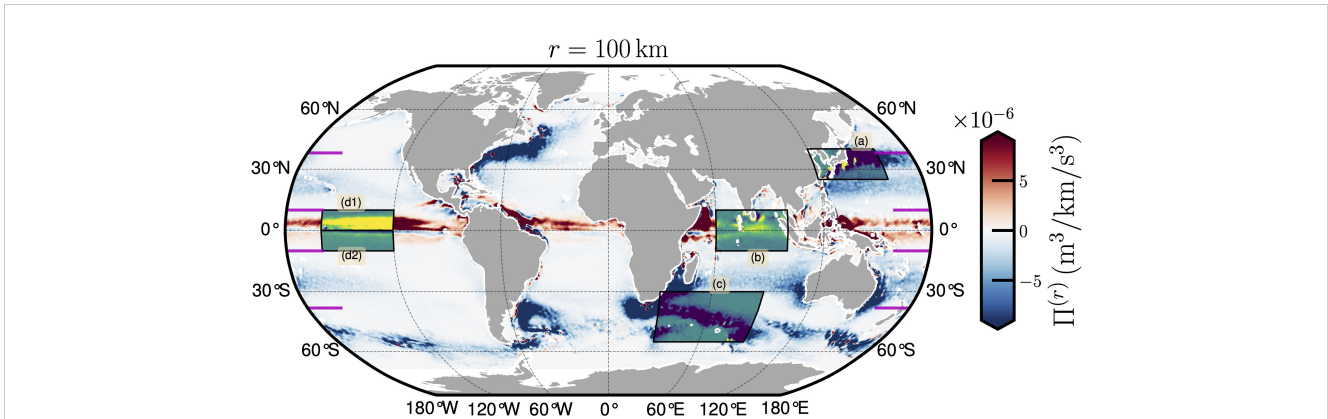 r = 100 km
×10⁻⁶
60°N
60°N
(a)
30°N
30°N
5
(d1)
0°
0°
0
(d2)
(b)
30°S
(c)
30°S
−5
60°S
60°S
180°W 120°W 60°W 0° 60°E 120°E 180°E
Π⁽ʳ⁾ (m³/km/s³)